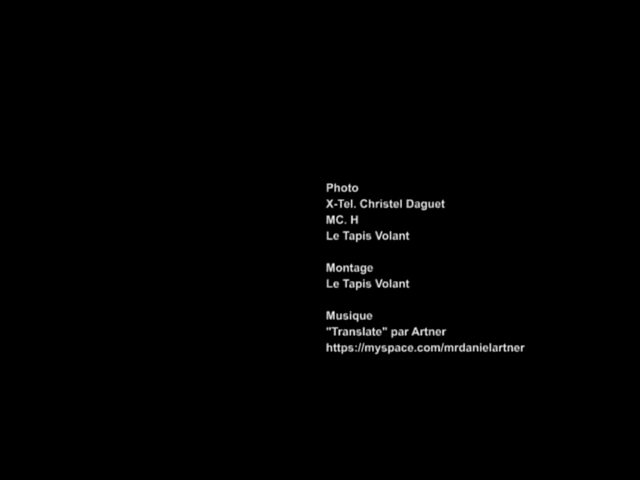 Photo
X-Tel. Christel Daguet
MC. H
Le Tapis Volant
Montage
Le Tapis Volant
Musique
"Translate" par Artner
https://myspace.com/mrdanielartner